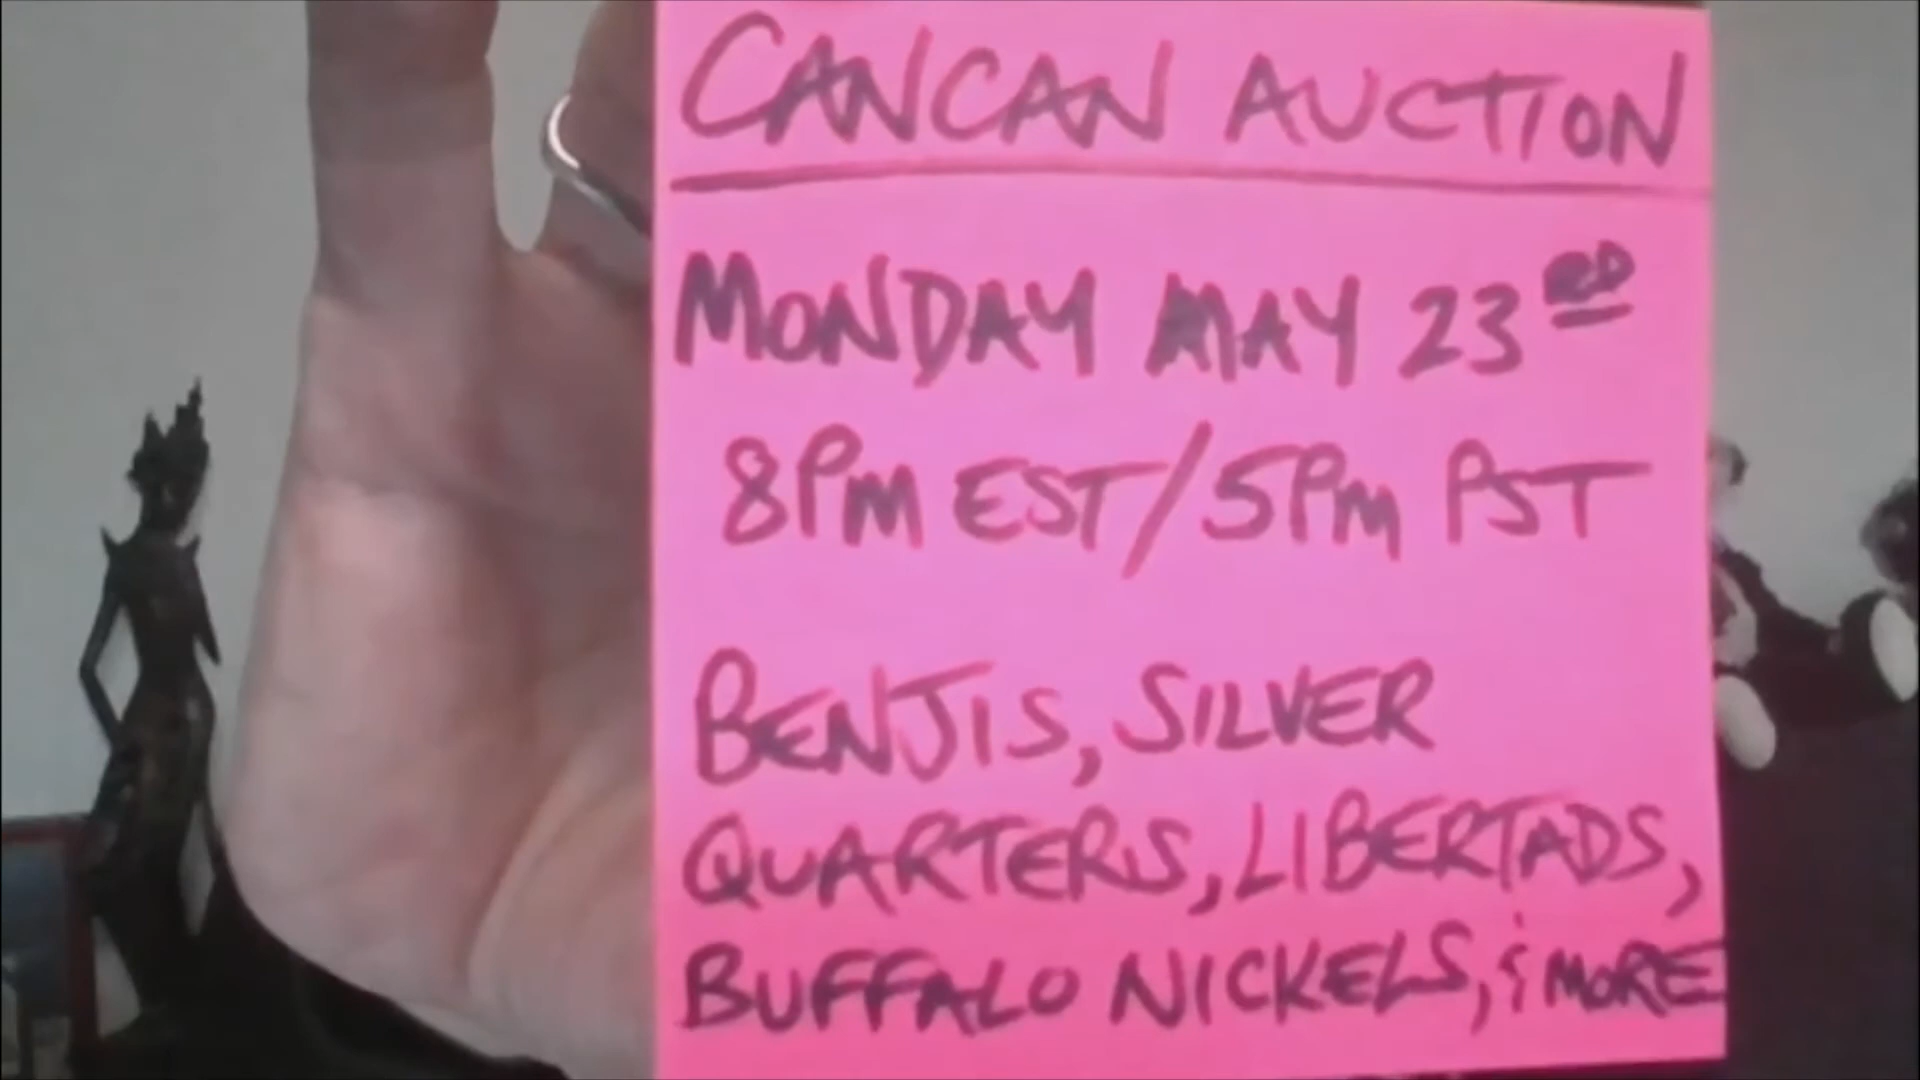 CANCAN AUCTION
MONDAY MAY 23RD
8PM EST/5PM PST
BENJIS, SILVER
QUARTERS, LIBERTADS,
BUFFALO NICKELS, & MORE